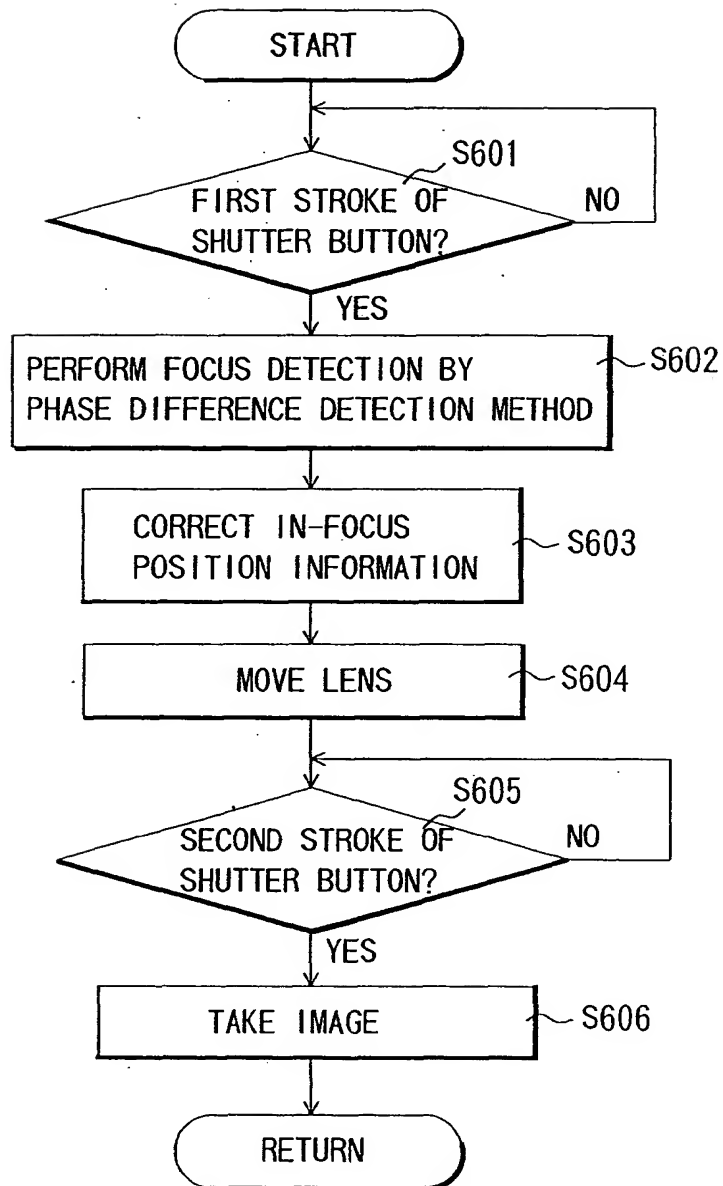 START
S601
FIRST STROKE OF
SHUTTER BUTTON?
NO
YES
S602
PERFORM FOCUS DETECTION BY
PHASE DIFFERENCE DETECTION METHOD
CORRECT IN-FOCUS
POSITION INFORMATION
S603
MOVE LENS
S604
S605
SECOND STROKE OF
SHUTTER BUTTON?
NO
YES
TAKE IMAGE
S606
RETURN